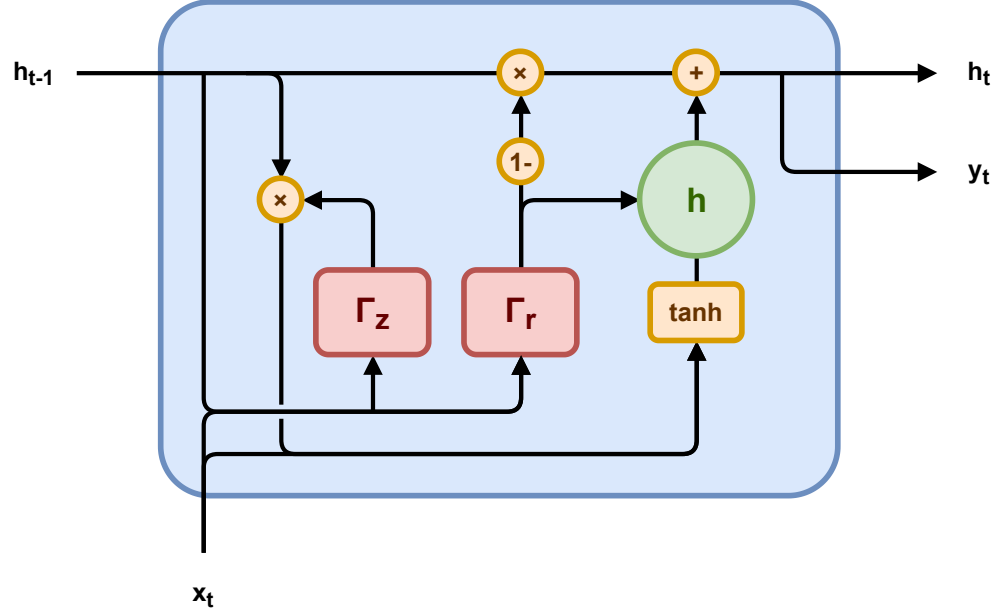 h_{t-1}
×
+
h_t
1-
y_t
×
h
Γ_z
Γ_r
tanh
x_t